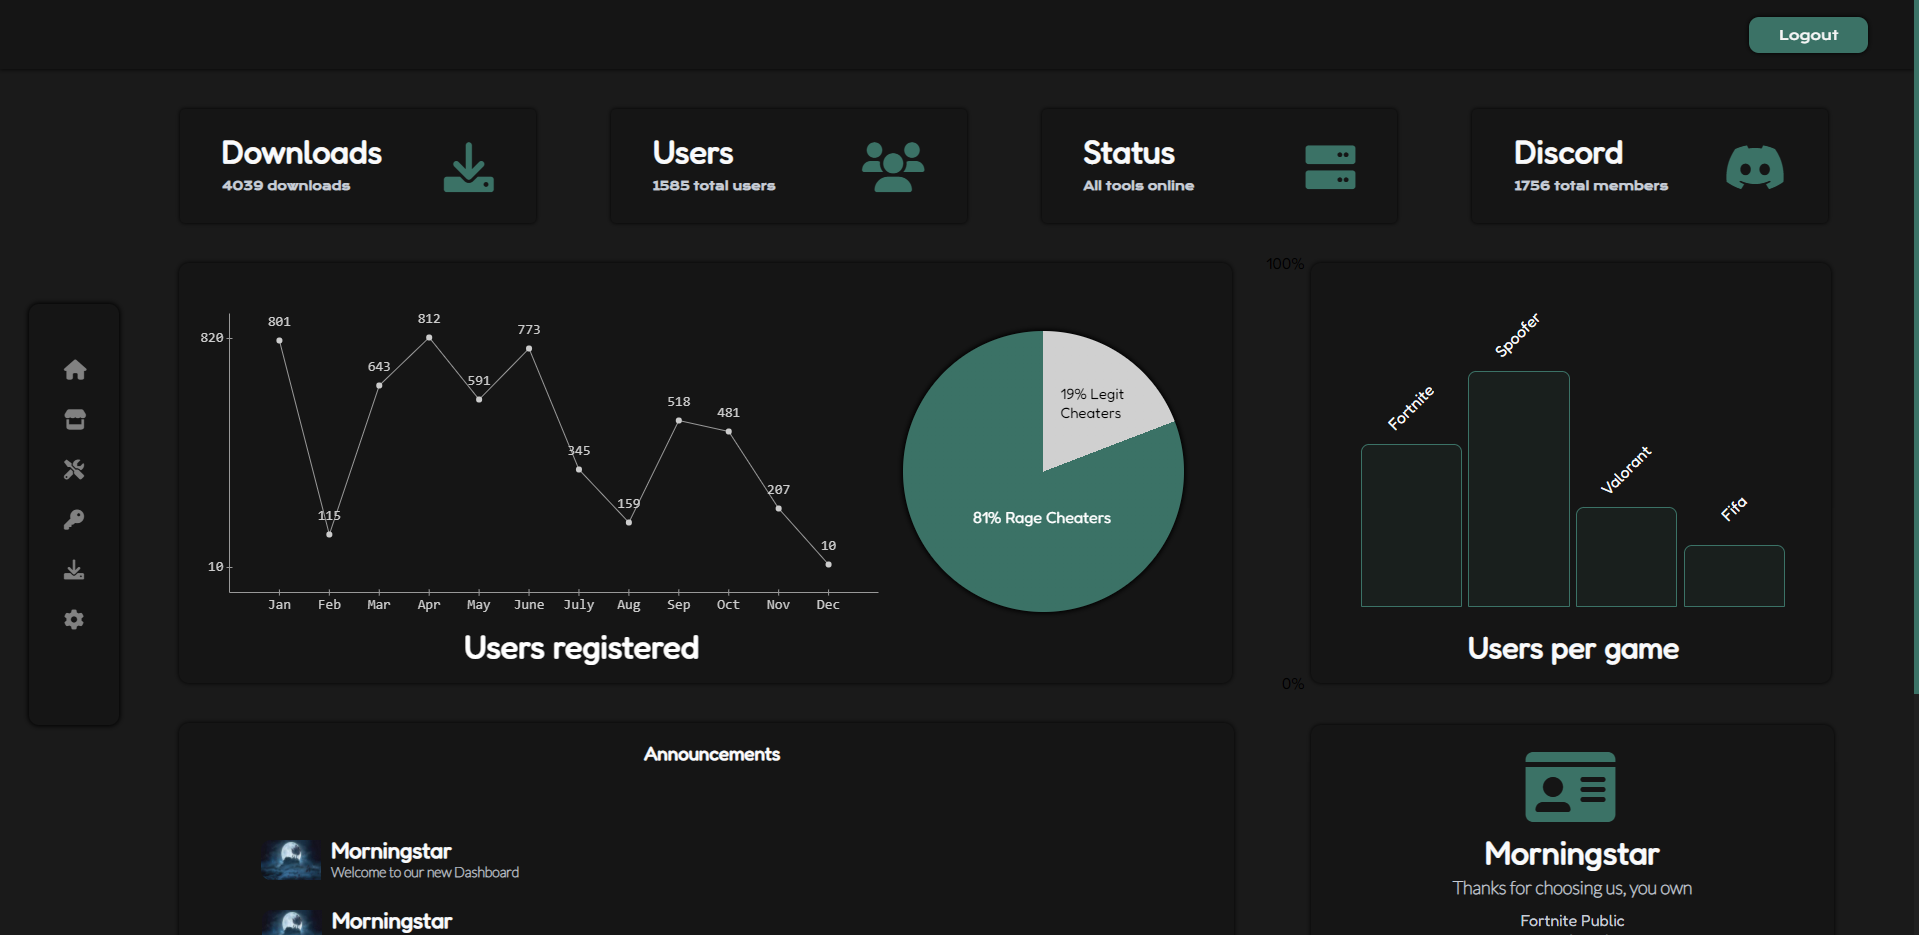 Logout
Downloads
4039 downloads
Users
1585 total users
Status
All tools online
Discord
1756 total members
820
10
801
115
643
812
591
773
345
159
518
481
207
10
Jan Feb Mar Apr May June July Aug Sep Oct Nov Dec
Users registered
19% Legit
Cheaters
81% Rage Cheaters
100%
0%
Fortnite
Spoofer
Valorant
Fifa
Users per game
Announcements
Morningstar
Welcome to our new Dashboard
Morningstar
Morningstar
Thanks for choosing us, you own
Fortnite Public